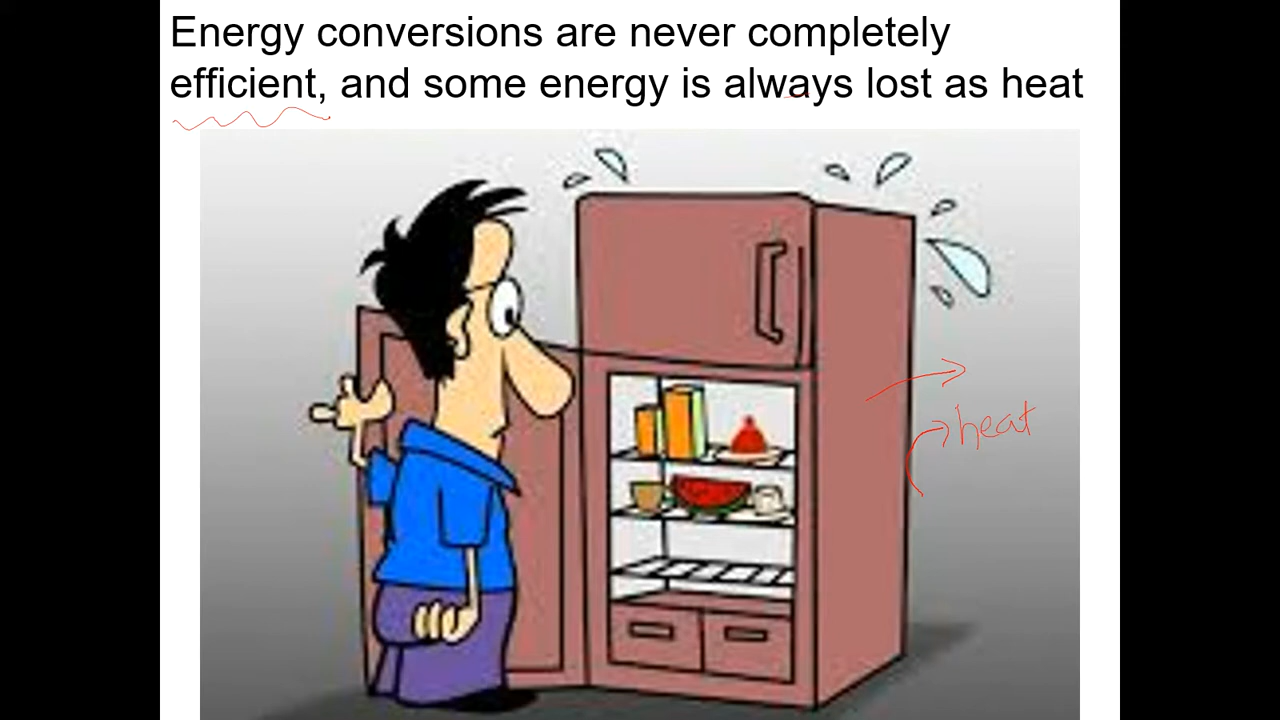 Energy conversions are never completely
efficient, and some energy is always lost as heat
heat